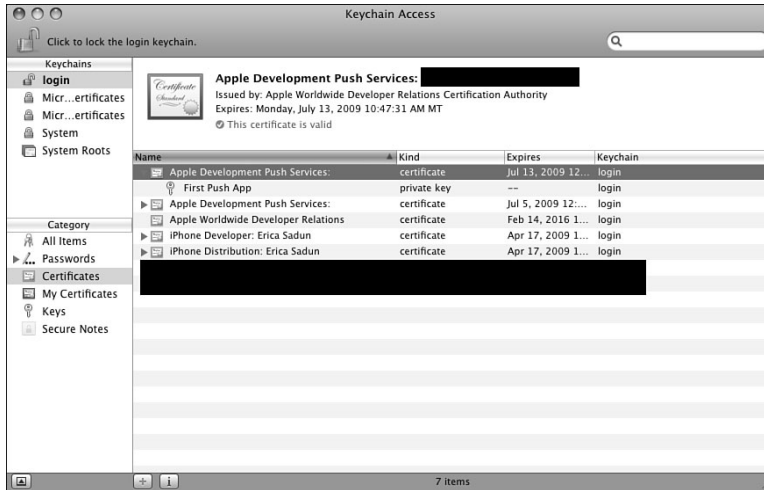 Keychain Access
Click to lock the login keychain.
Keychains
login
Micr...ertificates
Micr...ertificates
System
System Roots
Certificate
Standard
Apple Development Push Services:
Issued by: Apple Worldwide Developer Relations Certification Authority
Expires: Monday, July 13, 2009 10:47:31 AM MT
This certificate is valid
Name Kind Expires Keychain
Apple Development Push Services: certificate Jul 13, 2009 12... login
First Push App private key -- login
Apple Development Push Services: certificate Jul 5, 2009 12:... login
Apple Worldwide Developer Relations certificate Feb 14, 2016 1... login
iPhone Developer: Erica Sadun certificate Apr 17, 2009 1... login
iPhone Distribution: Erica Sadun certificate Apr 17, 2009 1... login
Category
All Items
Passwords
Certificates
My Certificates
Keys
Secure Notes
7 items